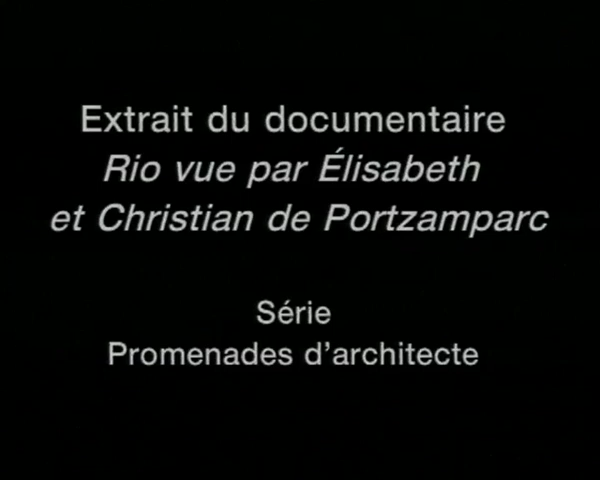 Extrait du documentaire
Rio vue par Élisabeth
et Christian de Portzamparc
Série
Promenades d’architecte